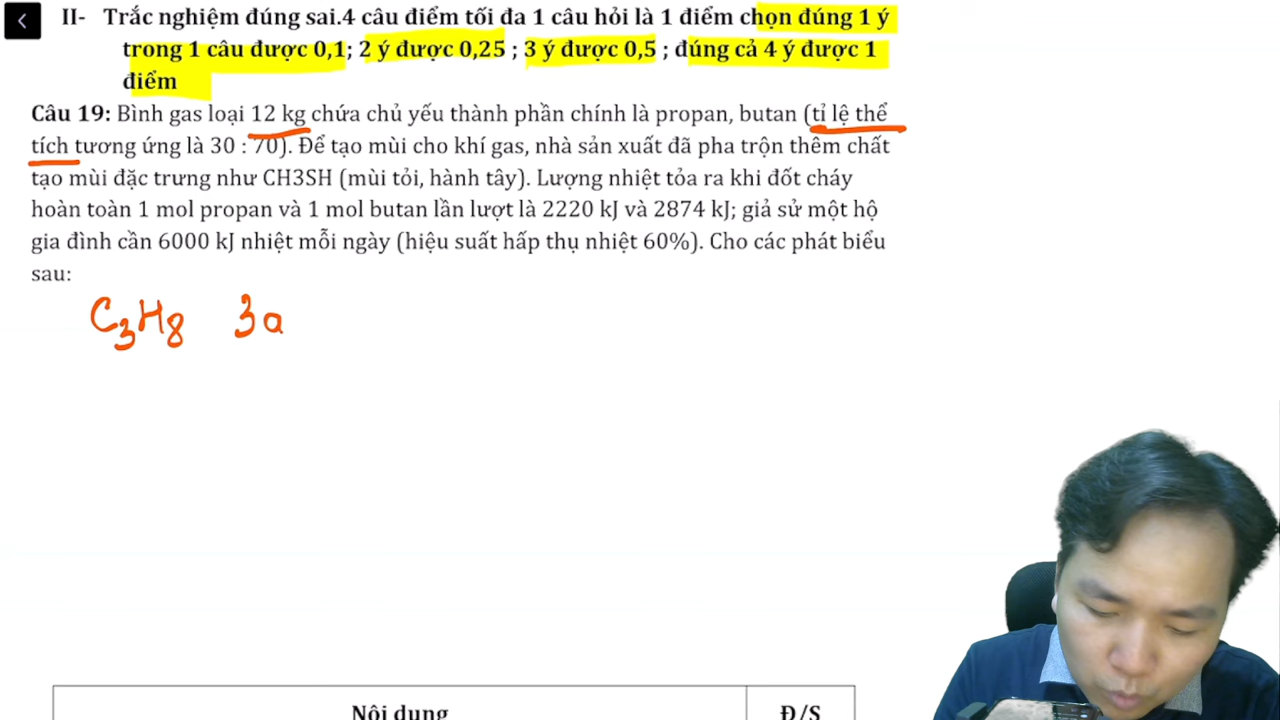 II- Trắc nghiệm đúng sai.4 câu điểm tối đa 1 câu hỏi là 1 điểm chọn đúng 1 ý
trong 1 câu được 0,1; 2 ý được 0,25 ; 3 ý được 0,5 ; đúng cả 4 ý được 1
điểm
Câu 19: Bình gas loại 12 kg chứa chủ yếu thành phần chính là propan, butan (tỉ lệ thể
tích tương ứng là 30 : 70). Để tạo mùi cho khí gas, nhà sản xuất đã pha trộn thêm chất
tạo mùi đặc trưng như CH3SH (mùi tỏi, hành tây). Lượng nhiệt tỏa ra khi đốt cháy
hoàn toàn 1 mol propan và 1 mol butan lần lượt là 2220 kJ và 2874 kJ; giả sử một hộ
gia đình cần 6000 kJ nhiệt mỗi ngày (hiệu suất hấp thụ nhiệt 60%). Cho các phát biểu
sau:
C3H8 3a
Nội dung Đ/S